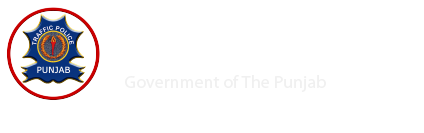 TRAFFIC POLICE
PUNJAB
Government of The Punjab